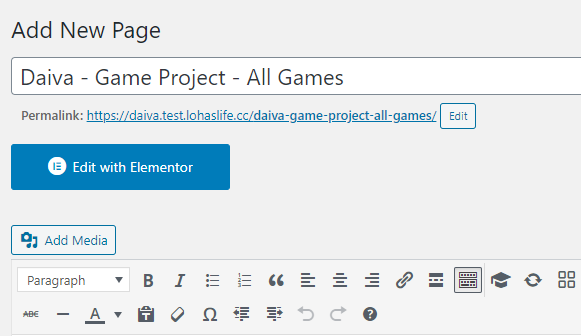 Add New Page
Daiva - Game Project - All Games
Permalink: https://daiva.test.lohaslife.cc/daiva-game-project-all-games/ Edit
Edit with Elementor
Add Media
Paragraph B I
ABC A